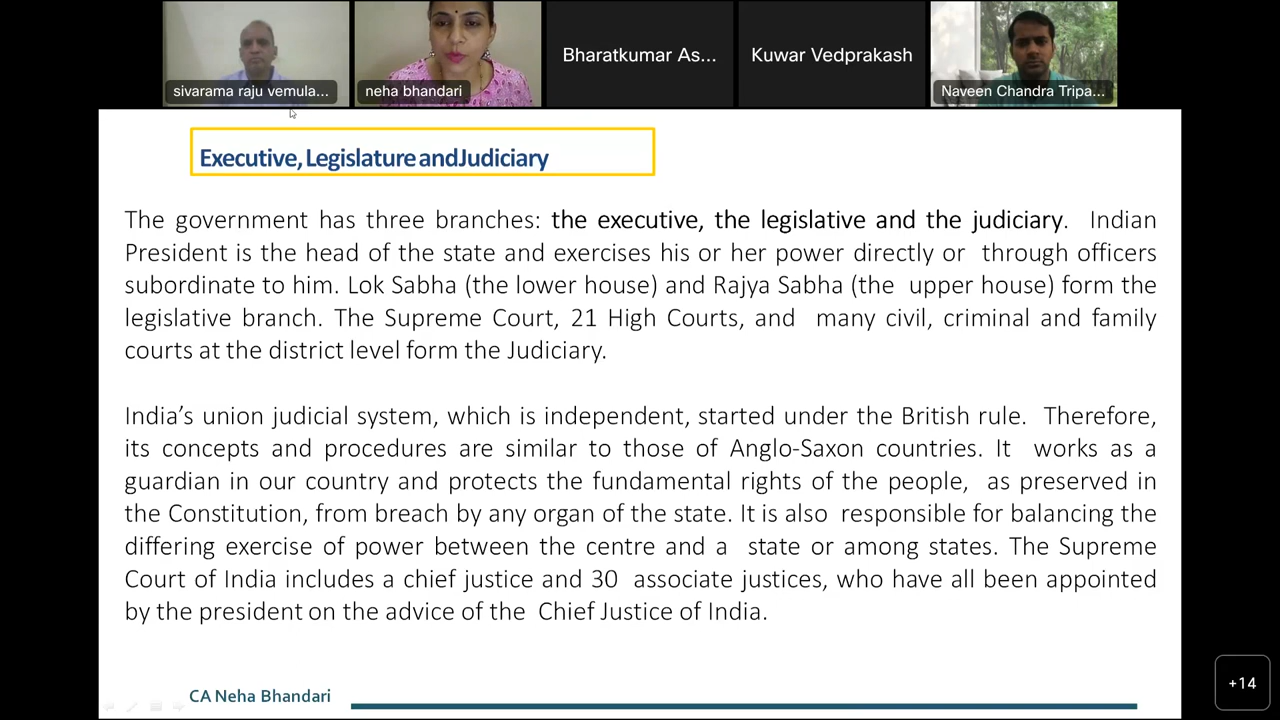 sivarama raju vemula...
neha bhandari
Bharatkumar As...
Kuwar Vedprakash
Naveen Chandra Tripa...
Executive, Legislature andJudiciary
The government has three branches: the executive, the legislative and the judiciary. Indian
President is the head of the state and exercises his or her power directly or through officers
subordinate to him. Lok Sabha (the lower house) and Rajya Sabha (the upper house) form the
legislative branch. The Supreme Court, 21 High Courts, and many civil, criminal and family
courts at the district level form the Judiciary.
India’s union judicial system, which is independent, started under the British rule. Therefore,
its concepts and procedures are similar to those of Anglo-Saxon countries. It works as a
guardian in our country and protects the fundamental rights of the people, as preserved in
the Constitution, from breach by any organ of the state. It is also responsible for balancing the
differing exercise of power between the centre and a state or among states. The Supreme
Court of India includes a chief justice and 30 associate justices, who have all been appointed
by the president on the advice of the Chief Justice of India.
CA Neha Bhandari
+14